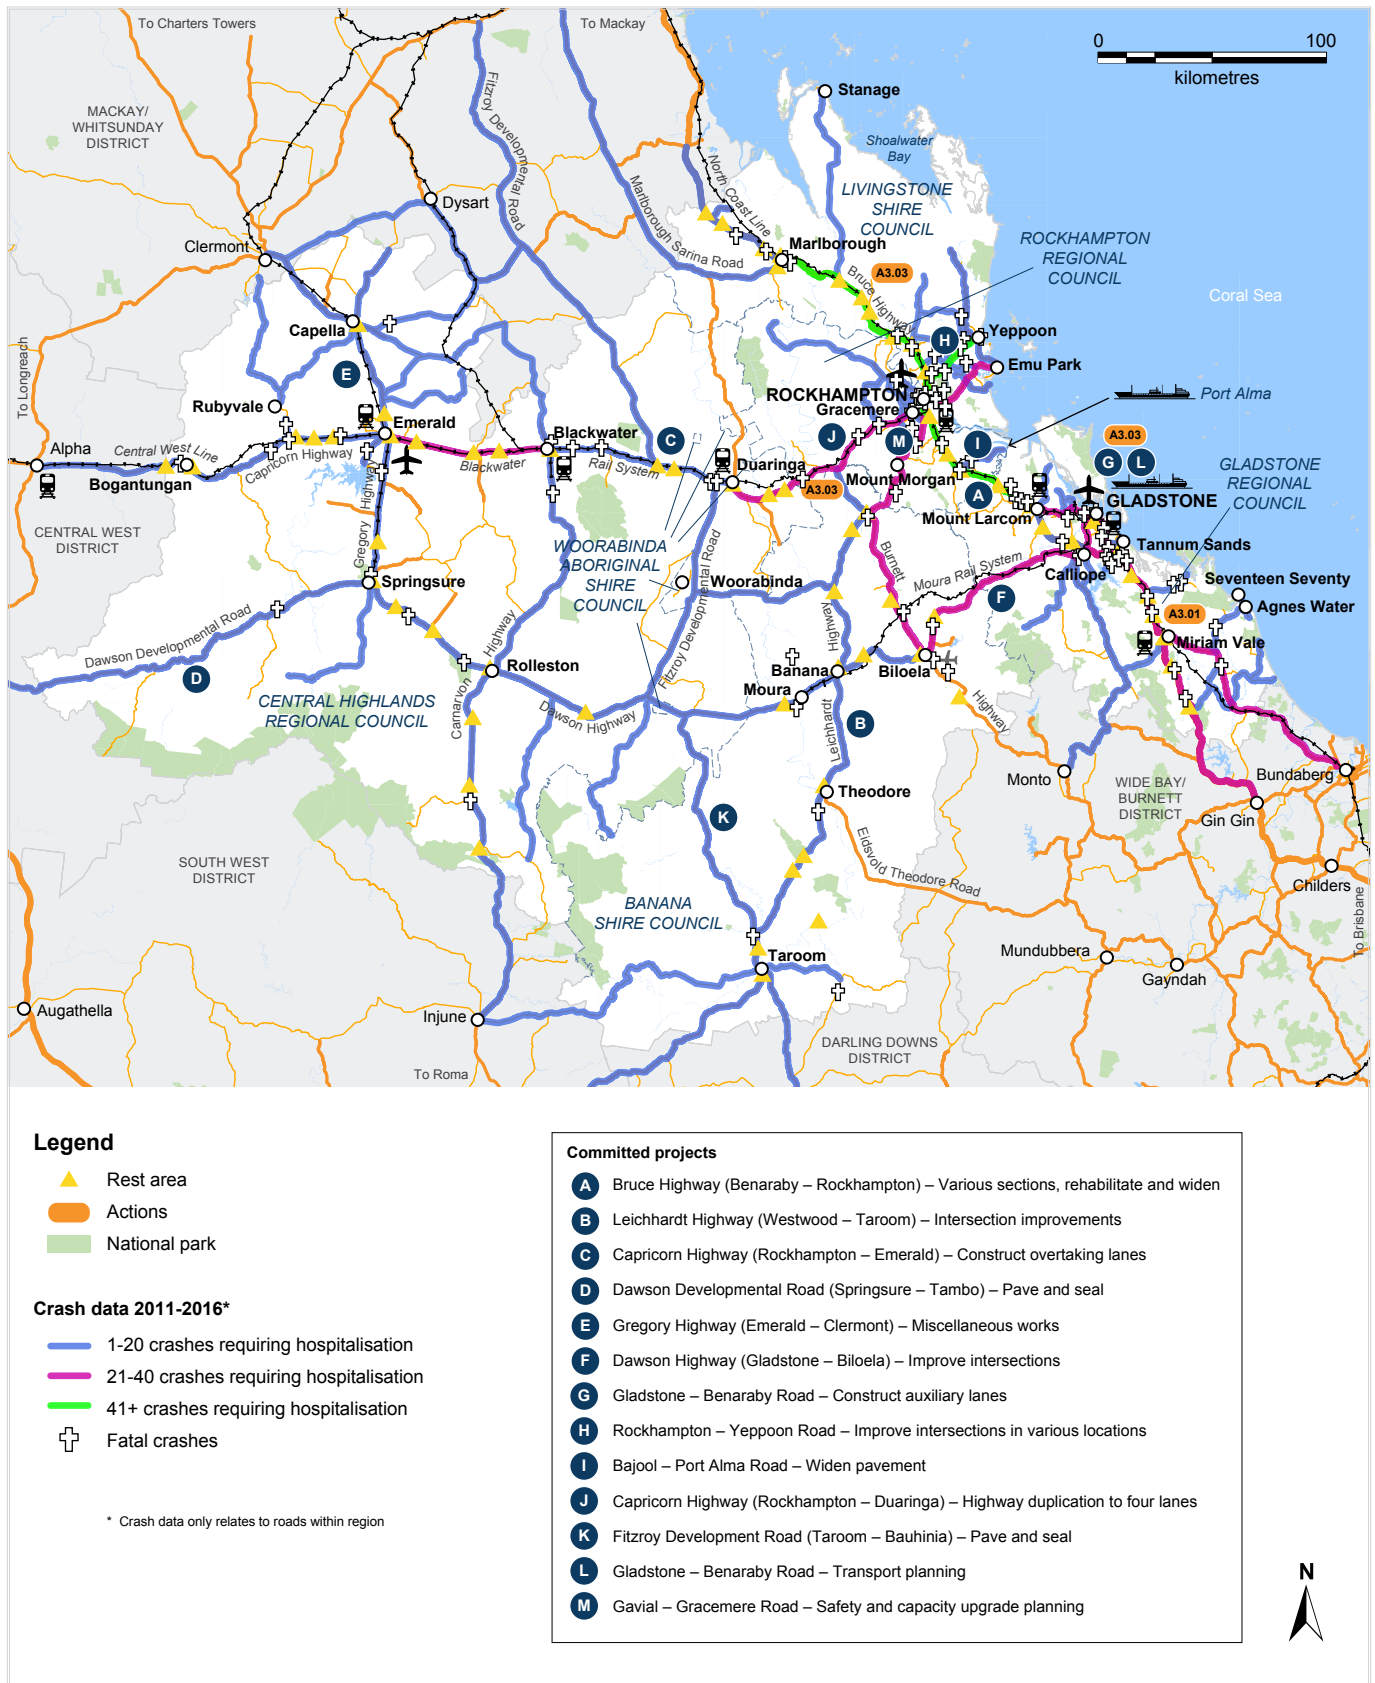 To Charters Towers
To Mackay
0 100
kilometres
Stanage
MACKAY/
WHITSUNDAY
DISTRICT
Fitzroy Developmental Road
Shoalwater
Bay
North Coast Line
LIVINGSTONE
SHIRE
COUNCIL
Dysart
Marlborough Sarina Road
ROCKHAMPTON
REGIONAL
COUNCIL
Clermont
Marlborough
A3.03
Bruce Highway
Coral Sea
Capella
Yeppoon
H
To Longreach
E
Emu Park
ROCKHAMPTON
Port Alma
Rubyvale
Gracemere
Emerald
Blackwater
C
J
M
I
A3.03
G L
GLADSTONE
REGIONAL
COUNCIL
Alpha
Central West Line
Capricorn Highway
Blackwater
Rail System
Duaringa
A3.03
Bogantungan
Mount Morgan
A
GLADSTONE
Mount Larcom
CENTRAL WEST
DISTRICT
Gregory Highway
WOORABINDA
ABORIGINAL
SHIRE
COUNCIL
Fitzroy Developmental Road
Burnett
Moura Rail System
Tannum Sands
Calliope
Springsure
Woorabinda
F
Seventeen Seventy
Agnes Water
A3.01
Dawson Developmental Road
Highway
Highway
Miriam Vale
D
Rolleston
Banana
Biloela
Moura
CENTRAL HIGHLANDS
REGIONAL COUNCIL
Carnarvon
Dawson Highway
Leichhardt
B
Highway
Monto
Bundaberg
WIDE BAY/
BURNETT
DISTRICT
Theodore
K
Gin Gin
Eidsvold Theodore Road
SOUTH WEST
DISTRICT
Childers
BANANA
SHIRE COUNCIL
To Brisbane
Mundubbera
Taroom
Gayndah
Augathella
Injune
DARLING DOWNS
DISTRICT
To Roma
Legend
Rest area
Actions
National park
Crash data 2011-2016*
1-20 crashes requiring hospitalisation
21-40 crashes requiring hospitalisation
41+ crashes requiring hospitalisation
Fatal crashes
* Crash data only relates to roads within region
Committed projects
A Bruce Highway (Benaraby – Rockhampton) – Various sections, rehabilitate and widen
B Leichhardt Highway (Westwood – Taroom) – Intersection improvements
C Capricorn Highway (Rockhampton – Emerald) – Construct overtaking lanes
D Dawson Developmental Road (Springsure – Tambo) – Pave and seal
E Gregory Highway (Emerald – Clermont) – Miscellaneous works
F Dawson Highway (Gladstone – Biloela) – Improve intersections
G Gladstone – Benaraby Road – Construct auxiliary lanes
H Rockhampton – Yeppoon Road – Improve intersections in various locations
I Bajool – Port Alma Road – Widen pavement
J Capricorn Highway (Rockhampton – Duaringa) – Highway duplication to four lanes
K Fitzroy Development Road (Taroom – Bauhinia) – Pave and seal
L Gladstone – Benaraby Road – Transport planning
M Gavial – Gracemere Road – Safety and capacity upgrade planning
N